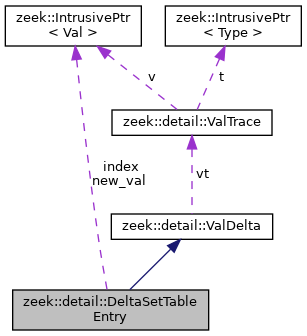 zeek::IntrusivePtr
< Val >
zeek::IntrusivePtr
< Type >
v
t
zeek::detail::ValTrace
index
new_val
vt
zeek::detail::ValDelta
zeek::detail::DeltaSetTable
Entry